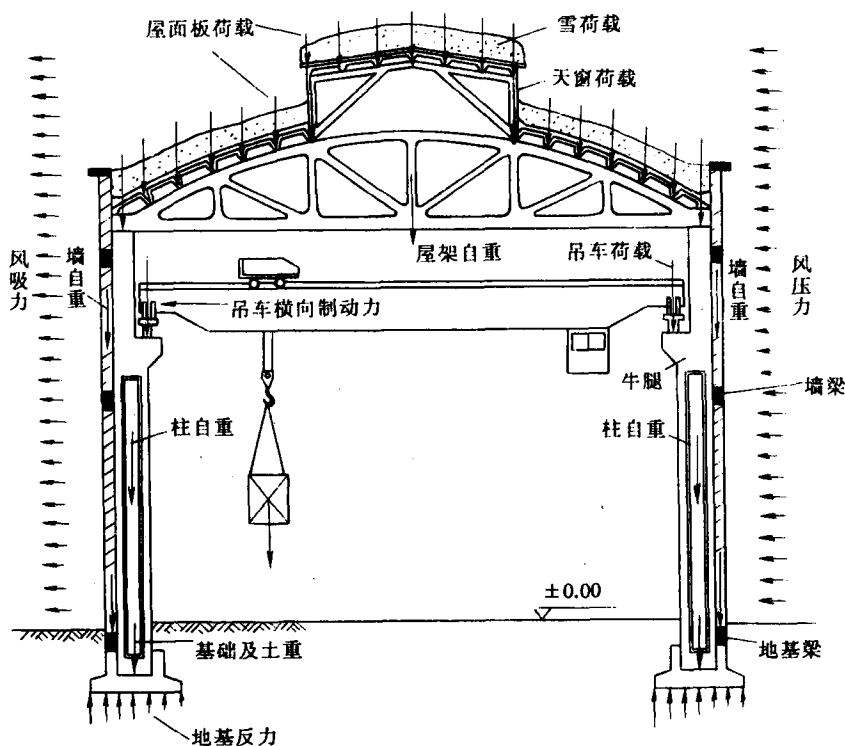 屋面板荷载
雪荷载
天窗荷载
屋架自重
吊车荷载
风吸力
墙自重
墙自重
风压力
吊车横向制动力
牛腿
墙梁
柱自重
柱自重
±0.00
基础及土重
地基梁
地基反力